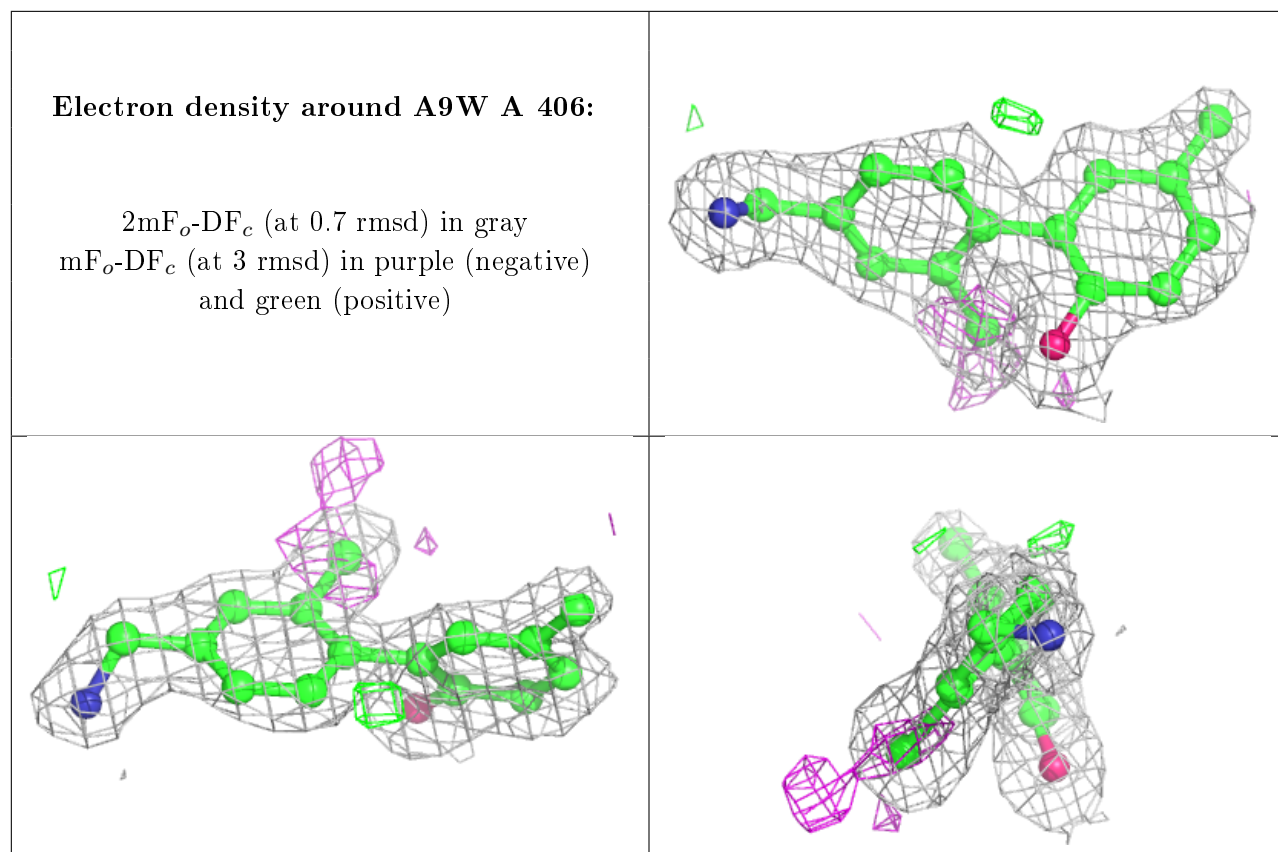 Electron density around A9W A 406:
2mFo-DFc (at 0.7 rmsd) in gray
mFo-DFc (at 3 rmsd) in purple (negative)
and green (positive)